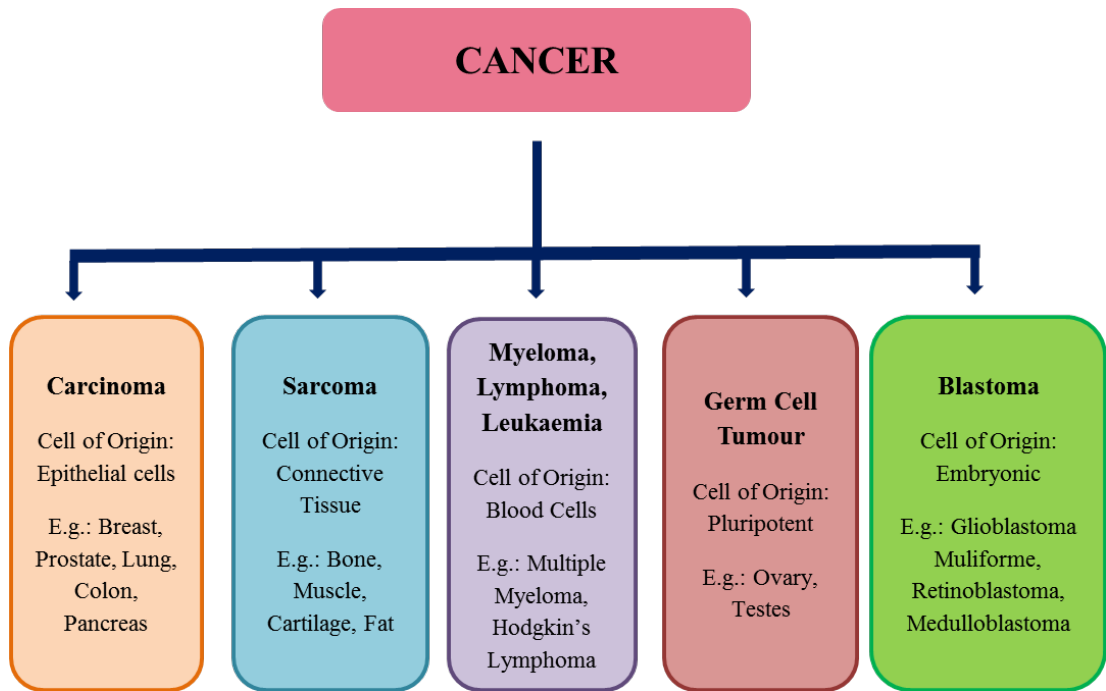 CANCER
Carcinoma
Cell of Origin:
Epithelial cells
E.g.: Breast,
Prostate, Lung,
Colon,
Pancreas
Sarcoma
Cell of Origin:
Connective
Tissue
E.g.: Bone,
Muscle,
Cartilage, Fat
Myeloma,
Lymphoma,
Leukaemia
Cell of Origin:
Blood Cells
E.g.: Multiple
Myeloma,
Hodgkin’s
Lymphoma
Germ Cell
Tumour
Cell of Origin:
Pluripotent
E.g.: Ovary,
Testes
Blastoma
Cell of Origin:
Embryonic
E.g.: Glioblastoma
Muliforme,
Retinoblastoma,
Medulloblastoma